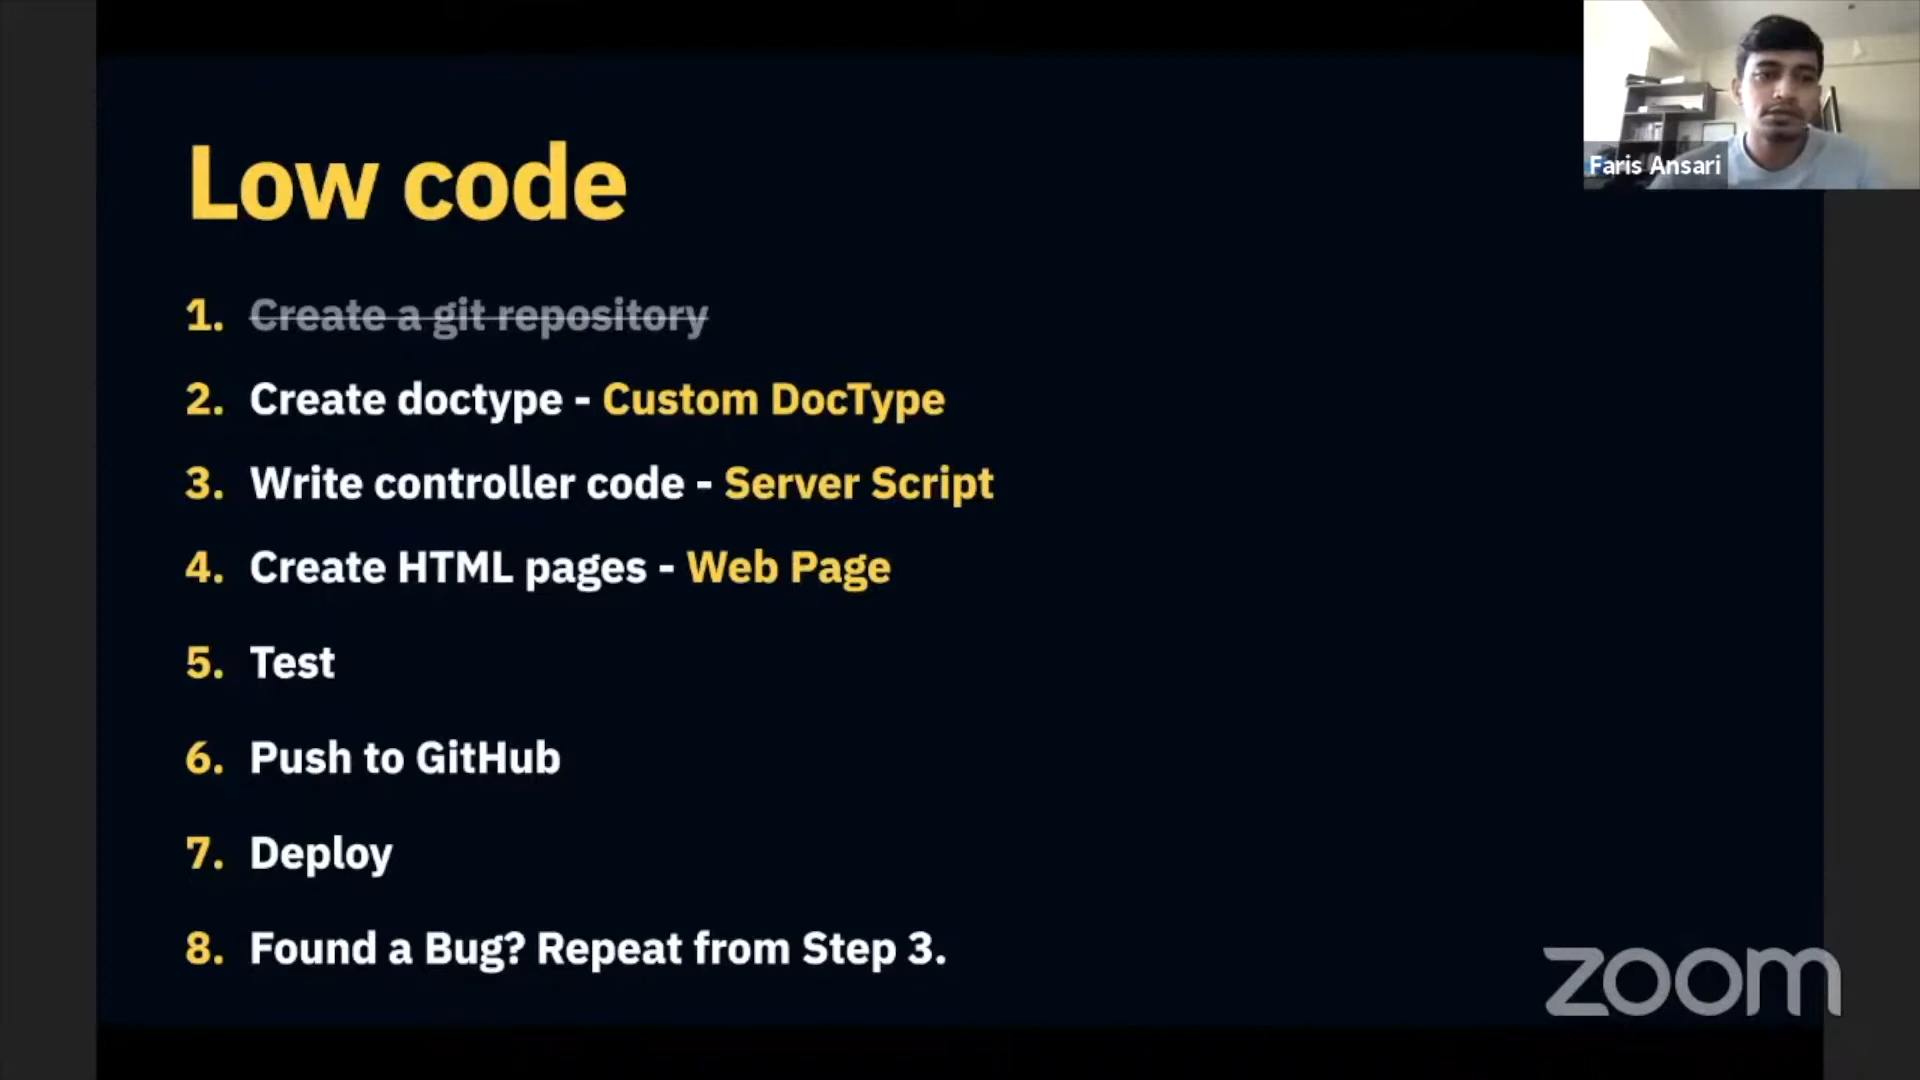 Low code
1. Create a git repository
2. Create doctype - Custom DocType
3. Write controller code - Server Script
4. Create HTML pages - Web Page
5. Test
6. Push to GitHub
7. Deploy
8. Found a Bug? Repeat from Step 3.
Faris Ansari
zoom